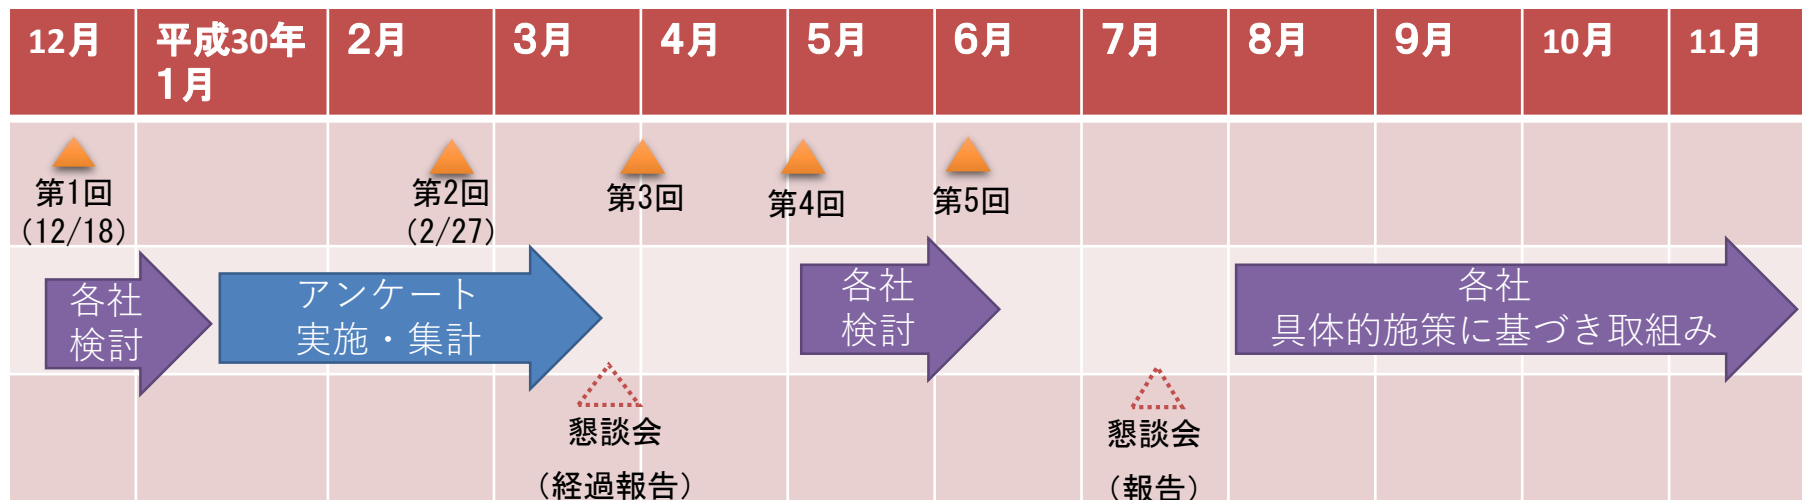 12月
平成30年
1月
2月
3月
4月
5月
6月
7月
8月
9月
10月
11月
第1回
(12/18)
第2回
(2/27)
第3回
第4回
第5回
各社
検討
アンケート
実施・集計
各社
検討
各社
具体的施策に基づき取組み
懇談会
（経過報告）
懇談会
（報告）